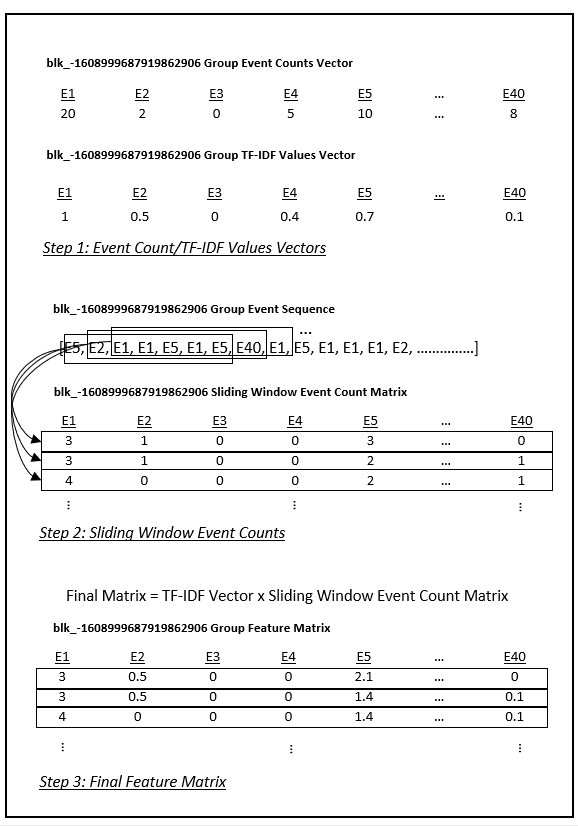 blk_-1608999687919862906 Group Event Counts Vector
E1 E2 E3 E4 E5 ... E40
20 2 0 5 10 ... 8
blk_-1608999687919862906 Group TF-IDF Values Vector
E1 E2 E3 E4 E5 ... E40
1 0.5 0 0.4 0.7 0.1
Step 1: Event Count/TF-IDF Values Vectors
blk_-1608999687919862906 Group Event Sequence
...
[E5, E2, E1, E1, E5, E1, E5, E40, E1, E5, E1, E1, E1, E2, ……………]
blk_-1608999687919862906 Sliding Window Event Count Matrix
E1 E2 E3 E4 E5 ... E40
3 1 0 0 3 ... 0
3 1 0 0 2 ... 1
4 0 0 0 2 ... 1
⋮ ⋮ ⋮
Step 2: Sliding Window Event Counts
Final Matrix = TF-IDF Vector x Sliding Window Event Count Matrix
blk_-1608999687919862906 Group Feature Matrix
E1 E2 E3 E4 E5 ... E40
3 0.5 0 0 2.1 ... 0
3 0.5 0 0 1.4 ... 0.1
4 0 0 0 1.4 ... 0.1
⋮ ⋮ ⋮
Step 3: Final Feature Matrix